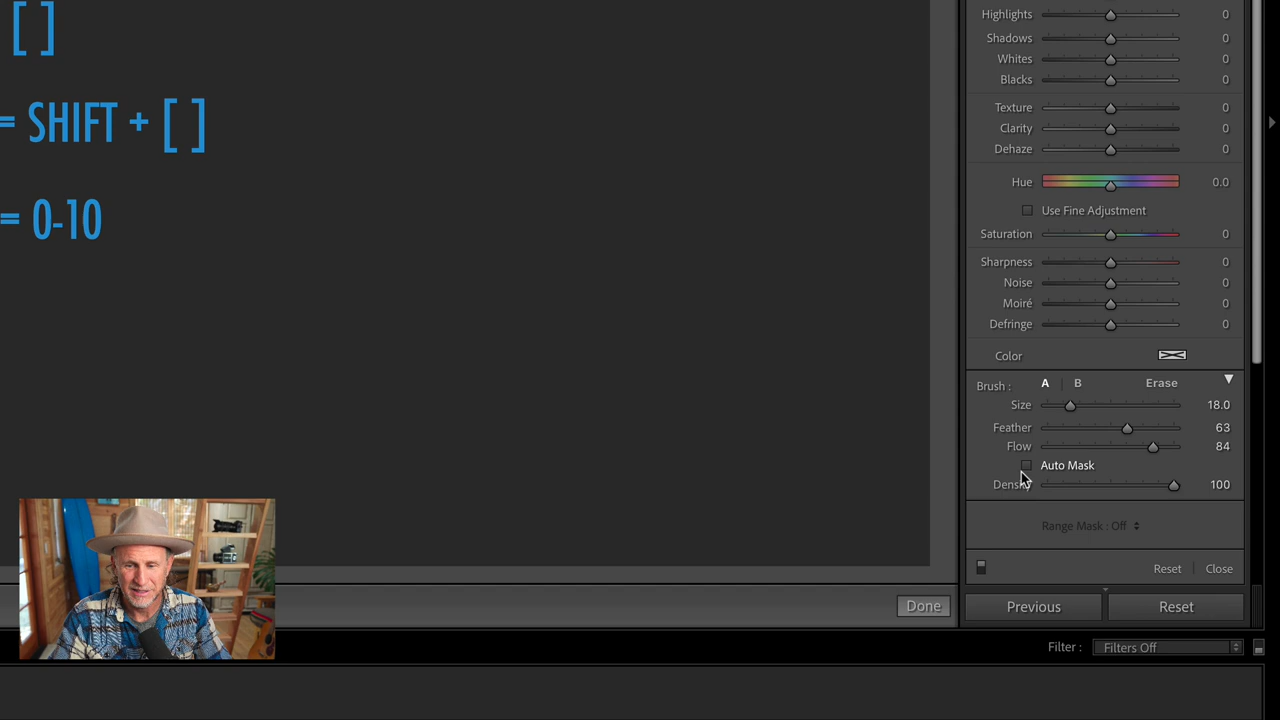 [ ]
= SHIFT + [ ]
= 0-10
Highlights 0
Shadows 0
Whites 0
Blacks 0
Texture 0
Clarity 0
Dehaze 0
Hue 0.0
Use Fine Adjustment
Saturation 0
Sharpness 0
Noise 0
Moiré 0
Defringe 0
Color
Brush : A | B Erase
Size 18.0
Feather 63
Flow 84
Auto Mask
Density 100
Range Mask : Off
Reset | Close
Done
Previous Reset
Filter : Filters Off